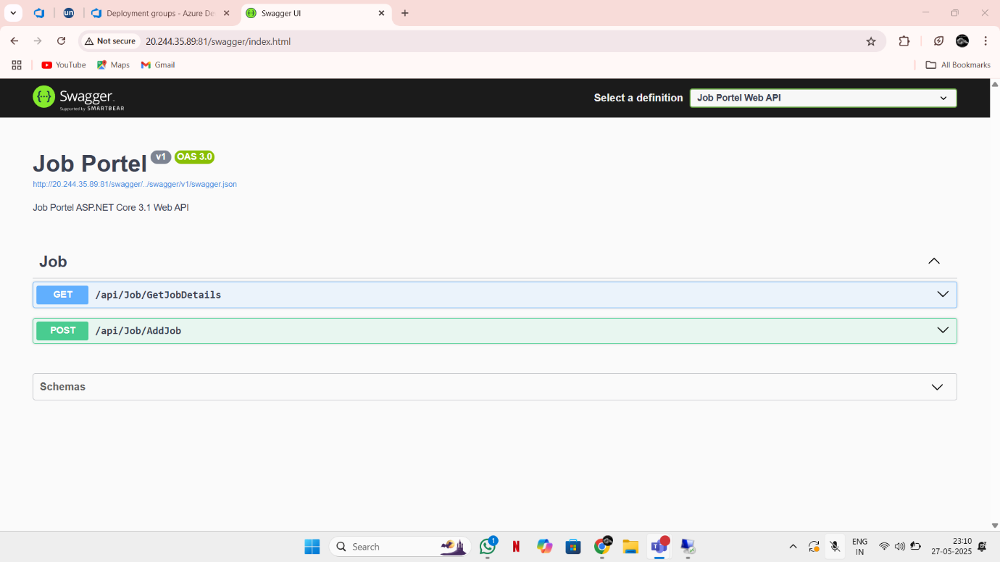 un
Deployment groups - Azure De
Swagger UI
Not secure
20.244.35.89:81/swagger/index.html
YouTube
Maps
Gmail
All Bookmarks
Swagger
Supported by SMARTBEAR
Select a definition
Job Portel Web API
Job Portel v1 OAS 3.0
http://20.244.35.89:81/swagger/../swagger/v1/swagger.json
Job Portel ASP.NET Core 3.1 Web API
Job
GET /api/Job/GetJobDetails
POST /api/Job/AddJob
Schemas
Search
1
N
ENG
IN
23:10
27-05-2025